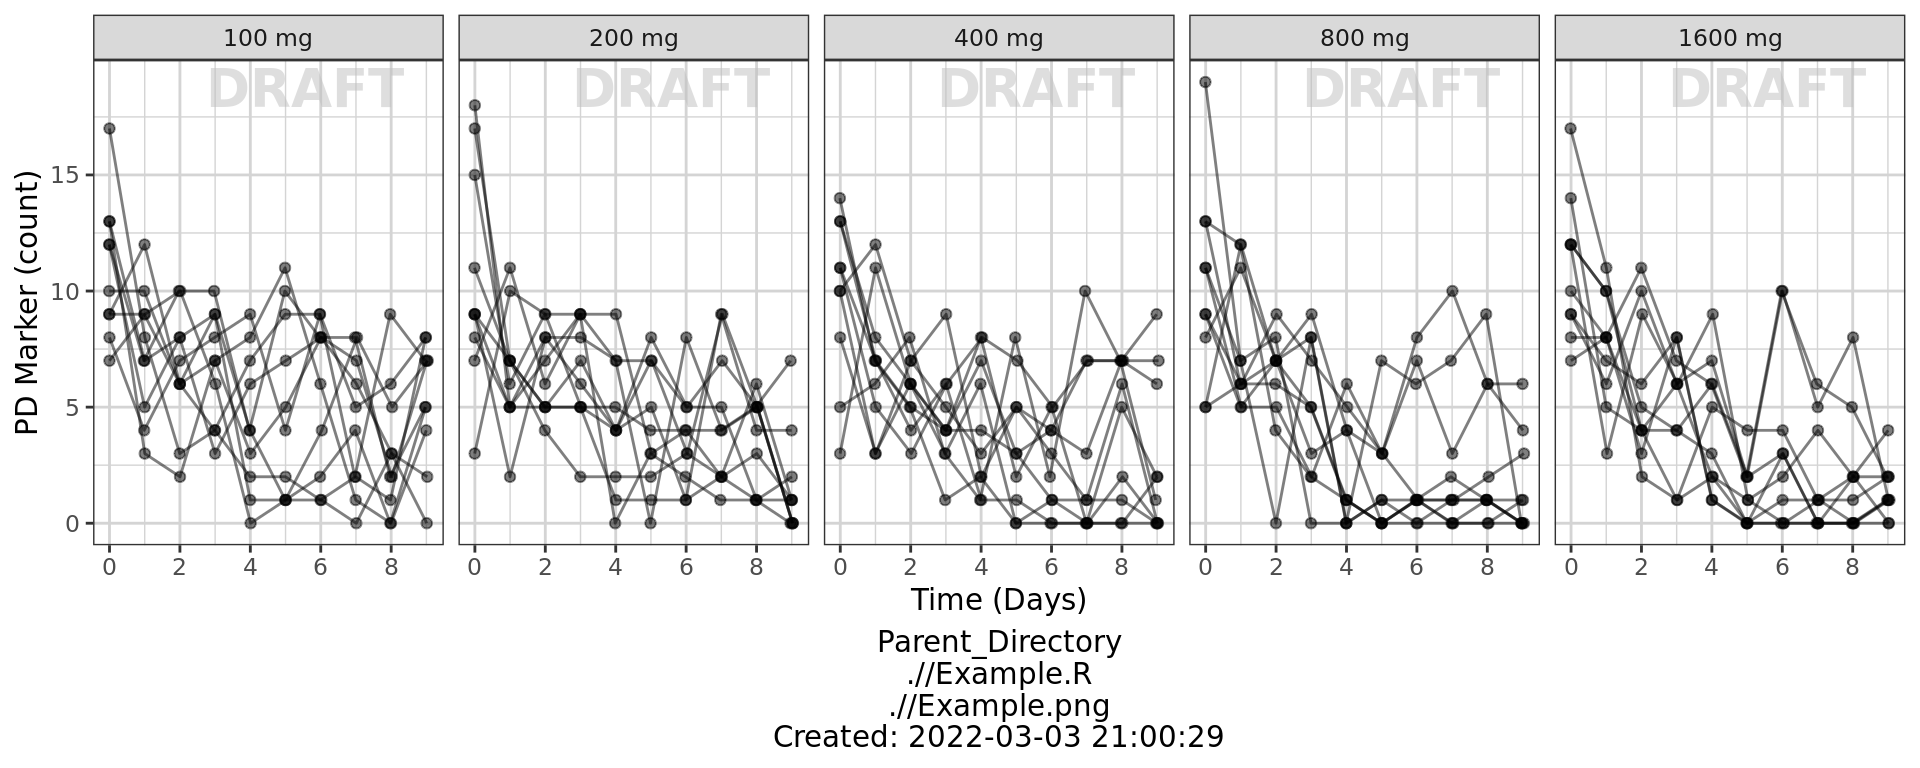 100 mg 200 mg 400 mg 800 mg 1600 mg
DRAFT DRAFT DRAFT DRAFT DRAFT
PD Marker (count)
15
10
5
0
0 2 4 6 8 0 2 4 6 8 0 2 4 6 8 0 2 4 6 8 0 2 4 6 8
Time (Days)
Parent_Directory
.//Example.R
.//Example.png
Created: 2022-03-03 21:00:29